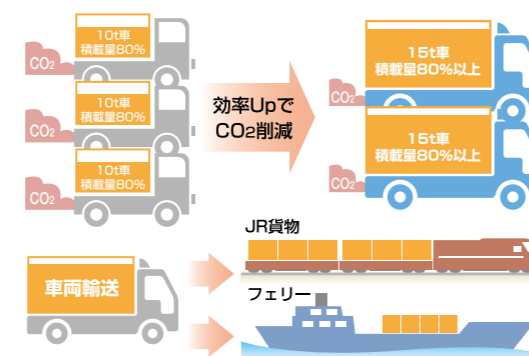 10t車
積載量80%
CO2
10t車
積載量80%
CO2
10t車
積載量80%
CO2
効率Upで
CO2削減
15t車
積載量80%以上
CO2
15t車
積載量80%以上
CO2
車両輸送
JR貨物
フェリー